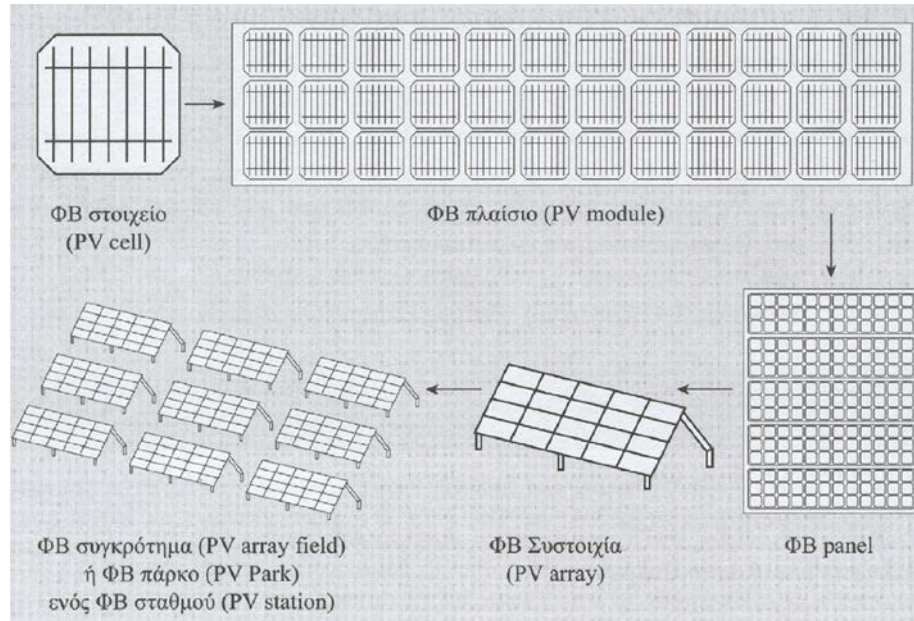 ΦΒ στοιχείο
(PV cell)
ΦΒ πλαίσιο (PV module)
ΦΒ συγκρότημα (PV array field)
ή ΦΒ πάρκο (PV Park)
ενός ΦΒ σταθμού (PV station)
ΦΒ Συστοιχία
(PV array)
ΦΒ panel